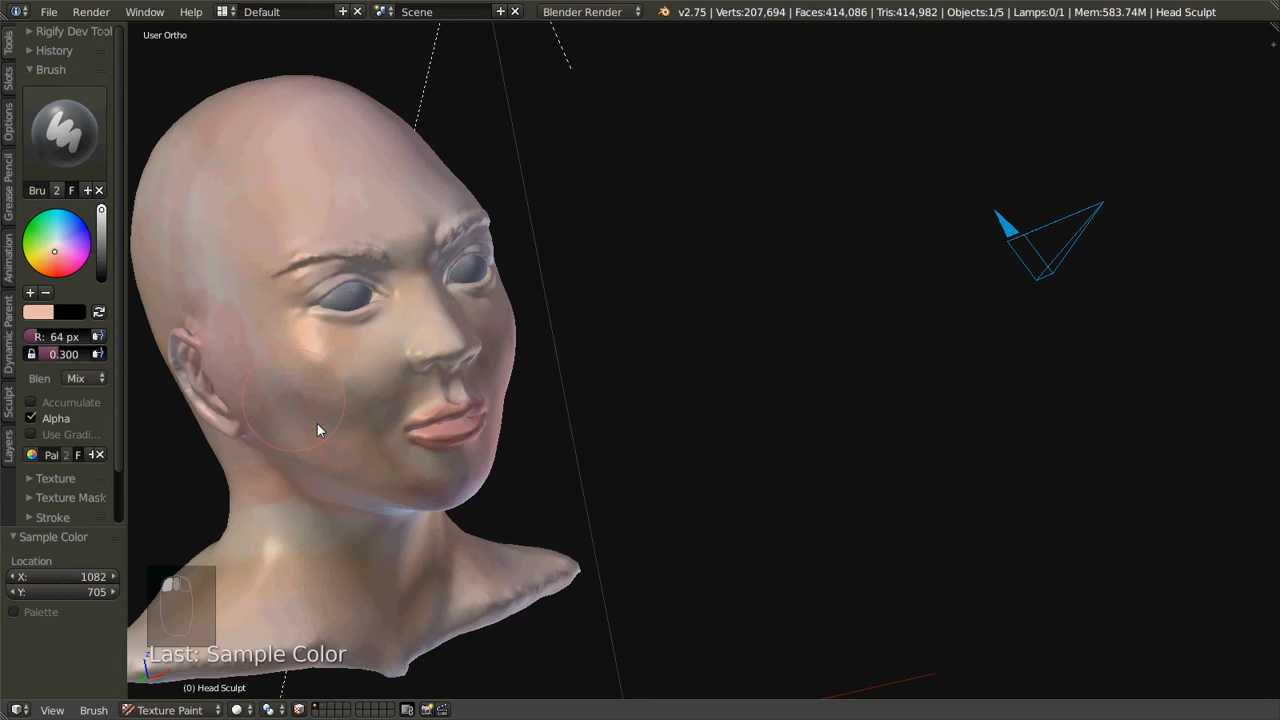 File Render Window Help Default Scene Blender Render v2.75 | Verts:207,694 | Faces:414,086 | Tris:414,982 | Objects:1/5 | Lamps:0/1 | Mem:583.74M | Head Sculpt
Tools
Slots
Options
Grease Pencil
Animation
Dynamic Parent
Sculpt
Layers
Rigify Dev Tool
History
Brush
Bru 2 F
R: 64 px
0.300
Blen Mix
Accumulate
Alpha
Use Gradi...
Pal 2 F
Texture
Texture Mask
Stroke
Sample Color
Location
X: 1082
Y: 705
Palette
User Ortho
Last: Sample Color
(0) Head Sculpt
View Brush Texture Paint